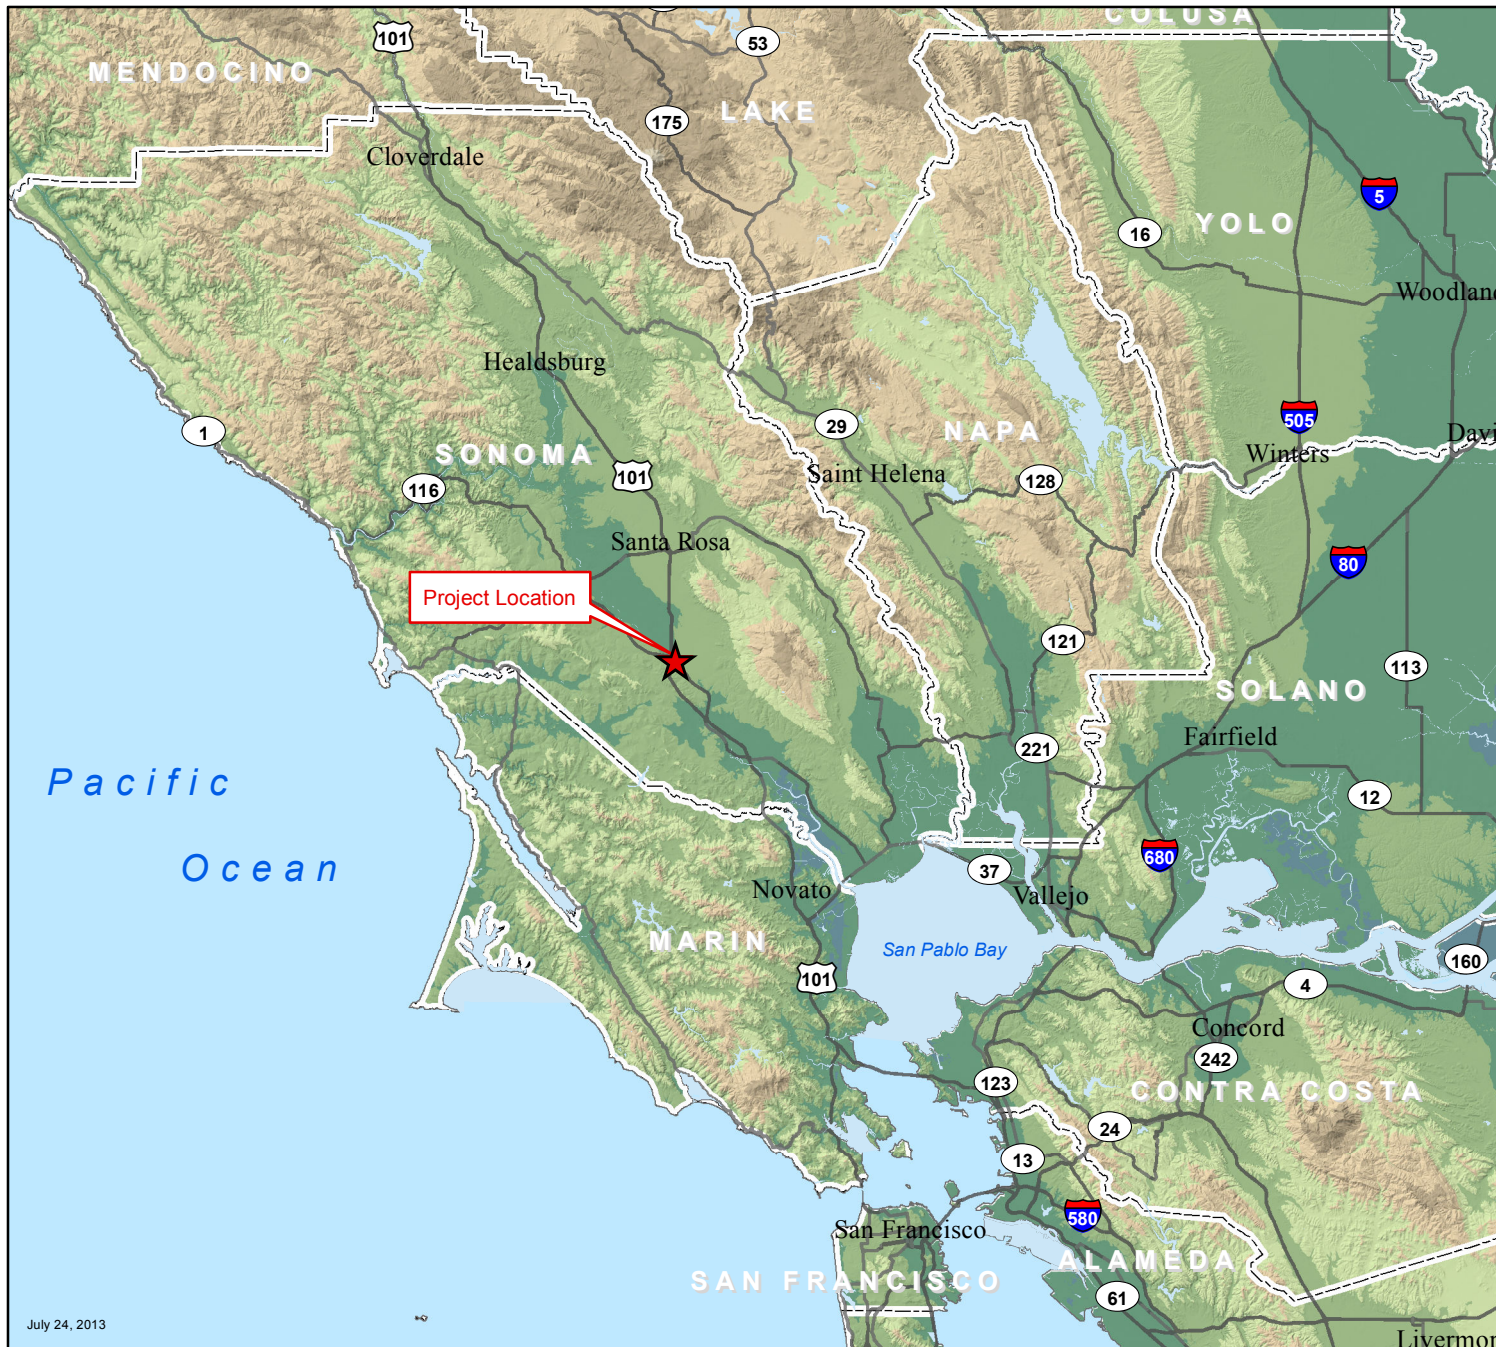 COLUSA
101
53
MENDOCINO
LAKE
175
Cloverdale
5
YOLO
16
Woodland
Healdsburg
1
29
505
NAPA
Davi
SONOMA
Winters
101
Saint Helena
128
116
Santa Rosa
80
Project Location
121
113
SOLANO
221
Fairfield
Pacific
12
Ocean
680
37
Novato
Vallejo
MARIN
San Pablo Bay
160
101
4
Concord
242
123
CONTRA COSTA
24
13
580
San Francisco
ALAMEDA
SAN FRANCISCO
61
July 24, 2013
Livermor